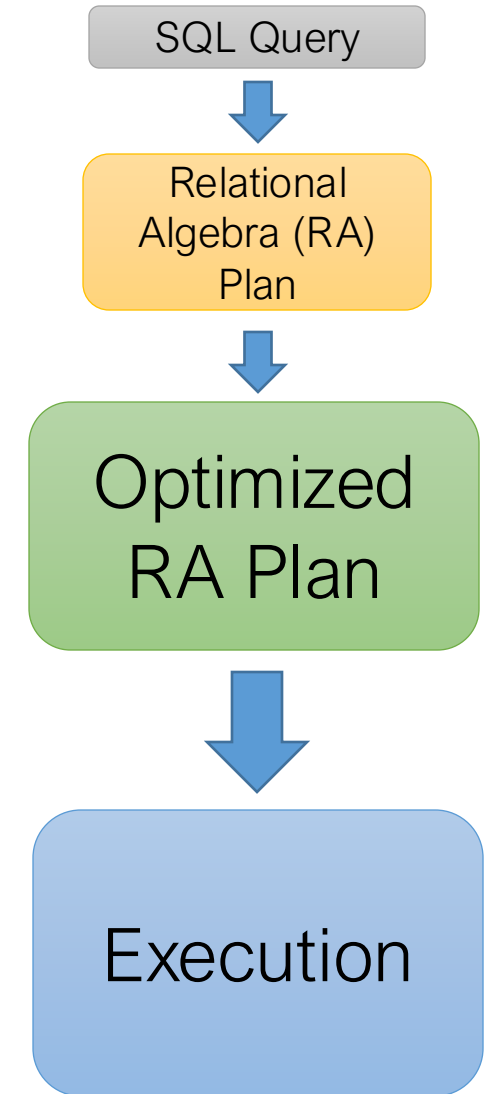 SQL Query
Relational
Algebra (RA)
Plan
Optimized
RA Plan
Execution